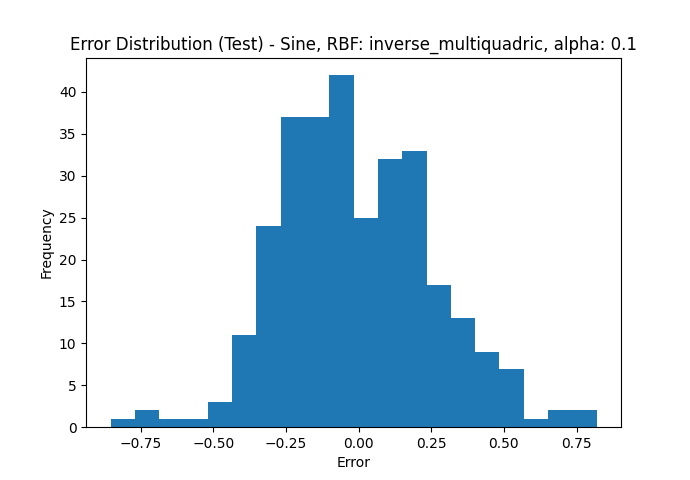 Error Distribution (Test) - Sine, RBF: inverse_multiquadric, alpha: 0.1
Frequency
40
35
30
25
20
15
10
5
0
−0.75 −0.50 −0.25 0.00 0.25 0.50 0.75
Error